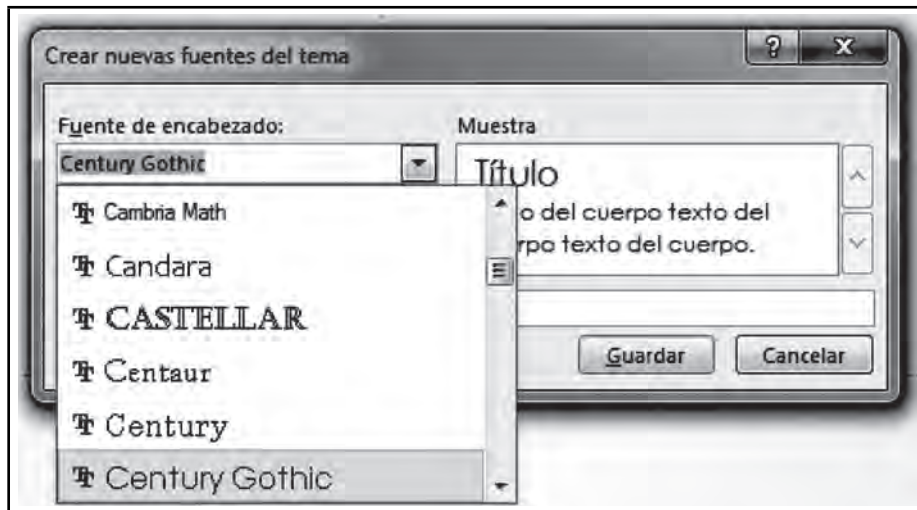 Crear nuevas fuentes del tema
?
X
Fuente de encabezado:
Muestra
Century Gothic
Título
o del cuerpo texto del
rpo texto del cuerpo.
Cambria Math
Candara
CASTELLAR
Centaur
Century
Century Gothic
Guardar
Cancelar